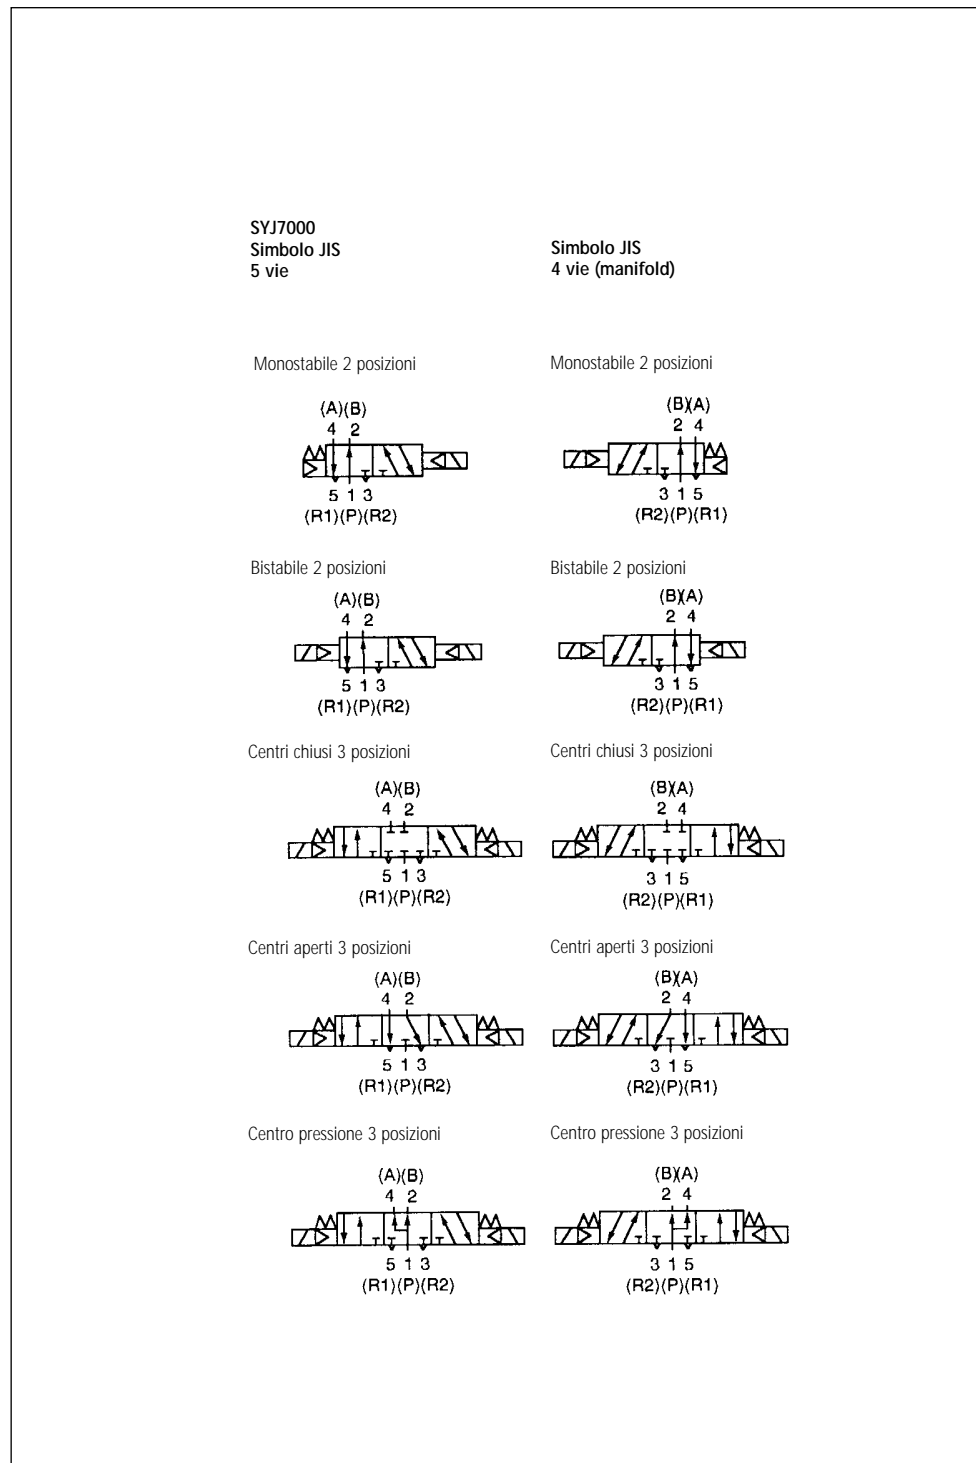 SYJ7000
Simbolo JIS
5 vie
Simbolo JIS
4 vie (manifold)
Monostabile 2 posizioni
(A)(B)
4 2
5 1 3
(R1)(P)(R2)
Monostabile 2 posizioni
(B)(A)
2 4
3 1 5
(R2)(P)(R1)
Bistabile 2 posizioni
(A)(B)
4 2
5 1 3
(R1)(P)(R2)
Bistabile 2 posizioni
(B)(A)
2 4
3 1 5
(R2)(P)(R1)
Centri chiusi 3 posizioni
(A)(B)
4 2
5 1 3
(R1)(P)(R2)
Centri chiusi 3 posizioni
(B)(A)
2 4
3 1 5
(R2)(P)(R1)
Centri aperti 3 posizioni
(A)(B)
4 2
5 1 3
(R1)(P)(R2)
Centri aperti 3 posizioni
(B)(A)
2 4
3 1 5
(R2)(P)(R1)
Centro pressione 3 posizioni
(A)(B)
4 2
5 1 3
(R1)(P)(R2)
Centro pressione 3 posizioni
(B)(A)
2 4
3 1 5
(R2)(P)(R1)